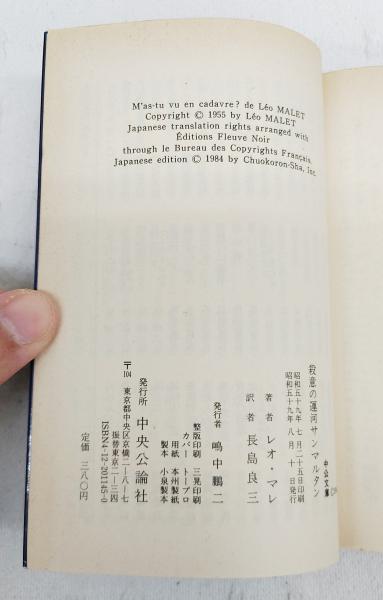 M'as-tu vu en cadavre? de Léo MALET
Copyright © 1955 by Léo MALET
Japanese translation rights arranged with
Éditions Fleuve Noir
through le Bureau des Copyrights Français.
Japanese edition © 1984 by Chuokoron-Sha, Inc.
中公文庫
殺意の運河サンマルタン
昭和五十九年七月二十五日印刷
昭和五十九年八月十日発行
著者 レオ・マレ
訳者 長島良三
発行者 嶋中鵬二
整版印刷 三晃印刷
カバー トープロ
用紙 本州製紙
製本 小泉製本
発行所 中央公論社
〒104 東京都中央区京橋二―八―七
振替東京二―三四
ISBN4-12-201145-0
定価 三八〇円